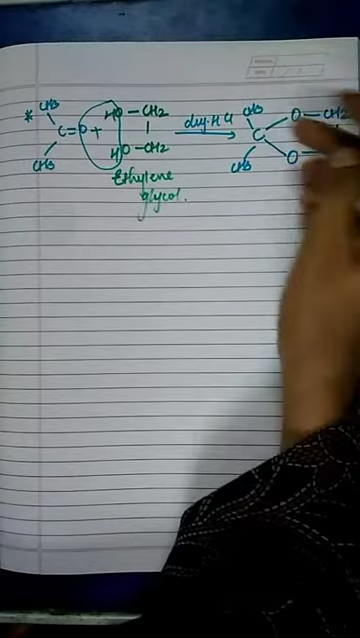 * CH3 HO — CH2 dry·HCl CH3 O — CH2
C=O + C
CH3 HO — CH2 CH3 O
Ethylene
glycol.